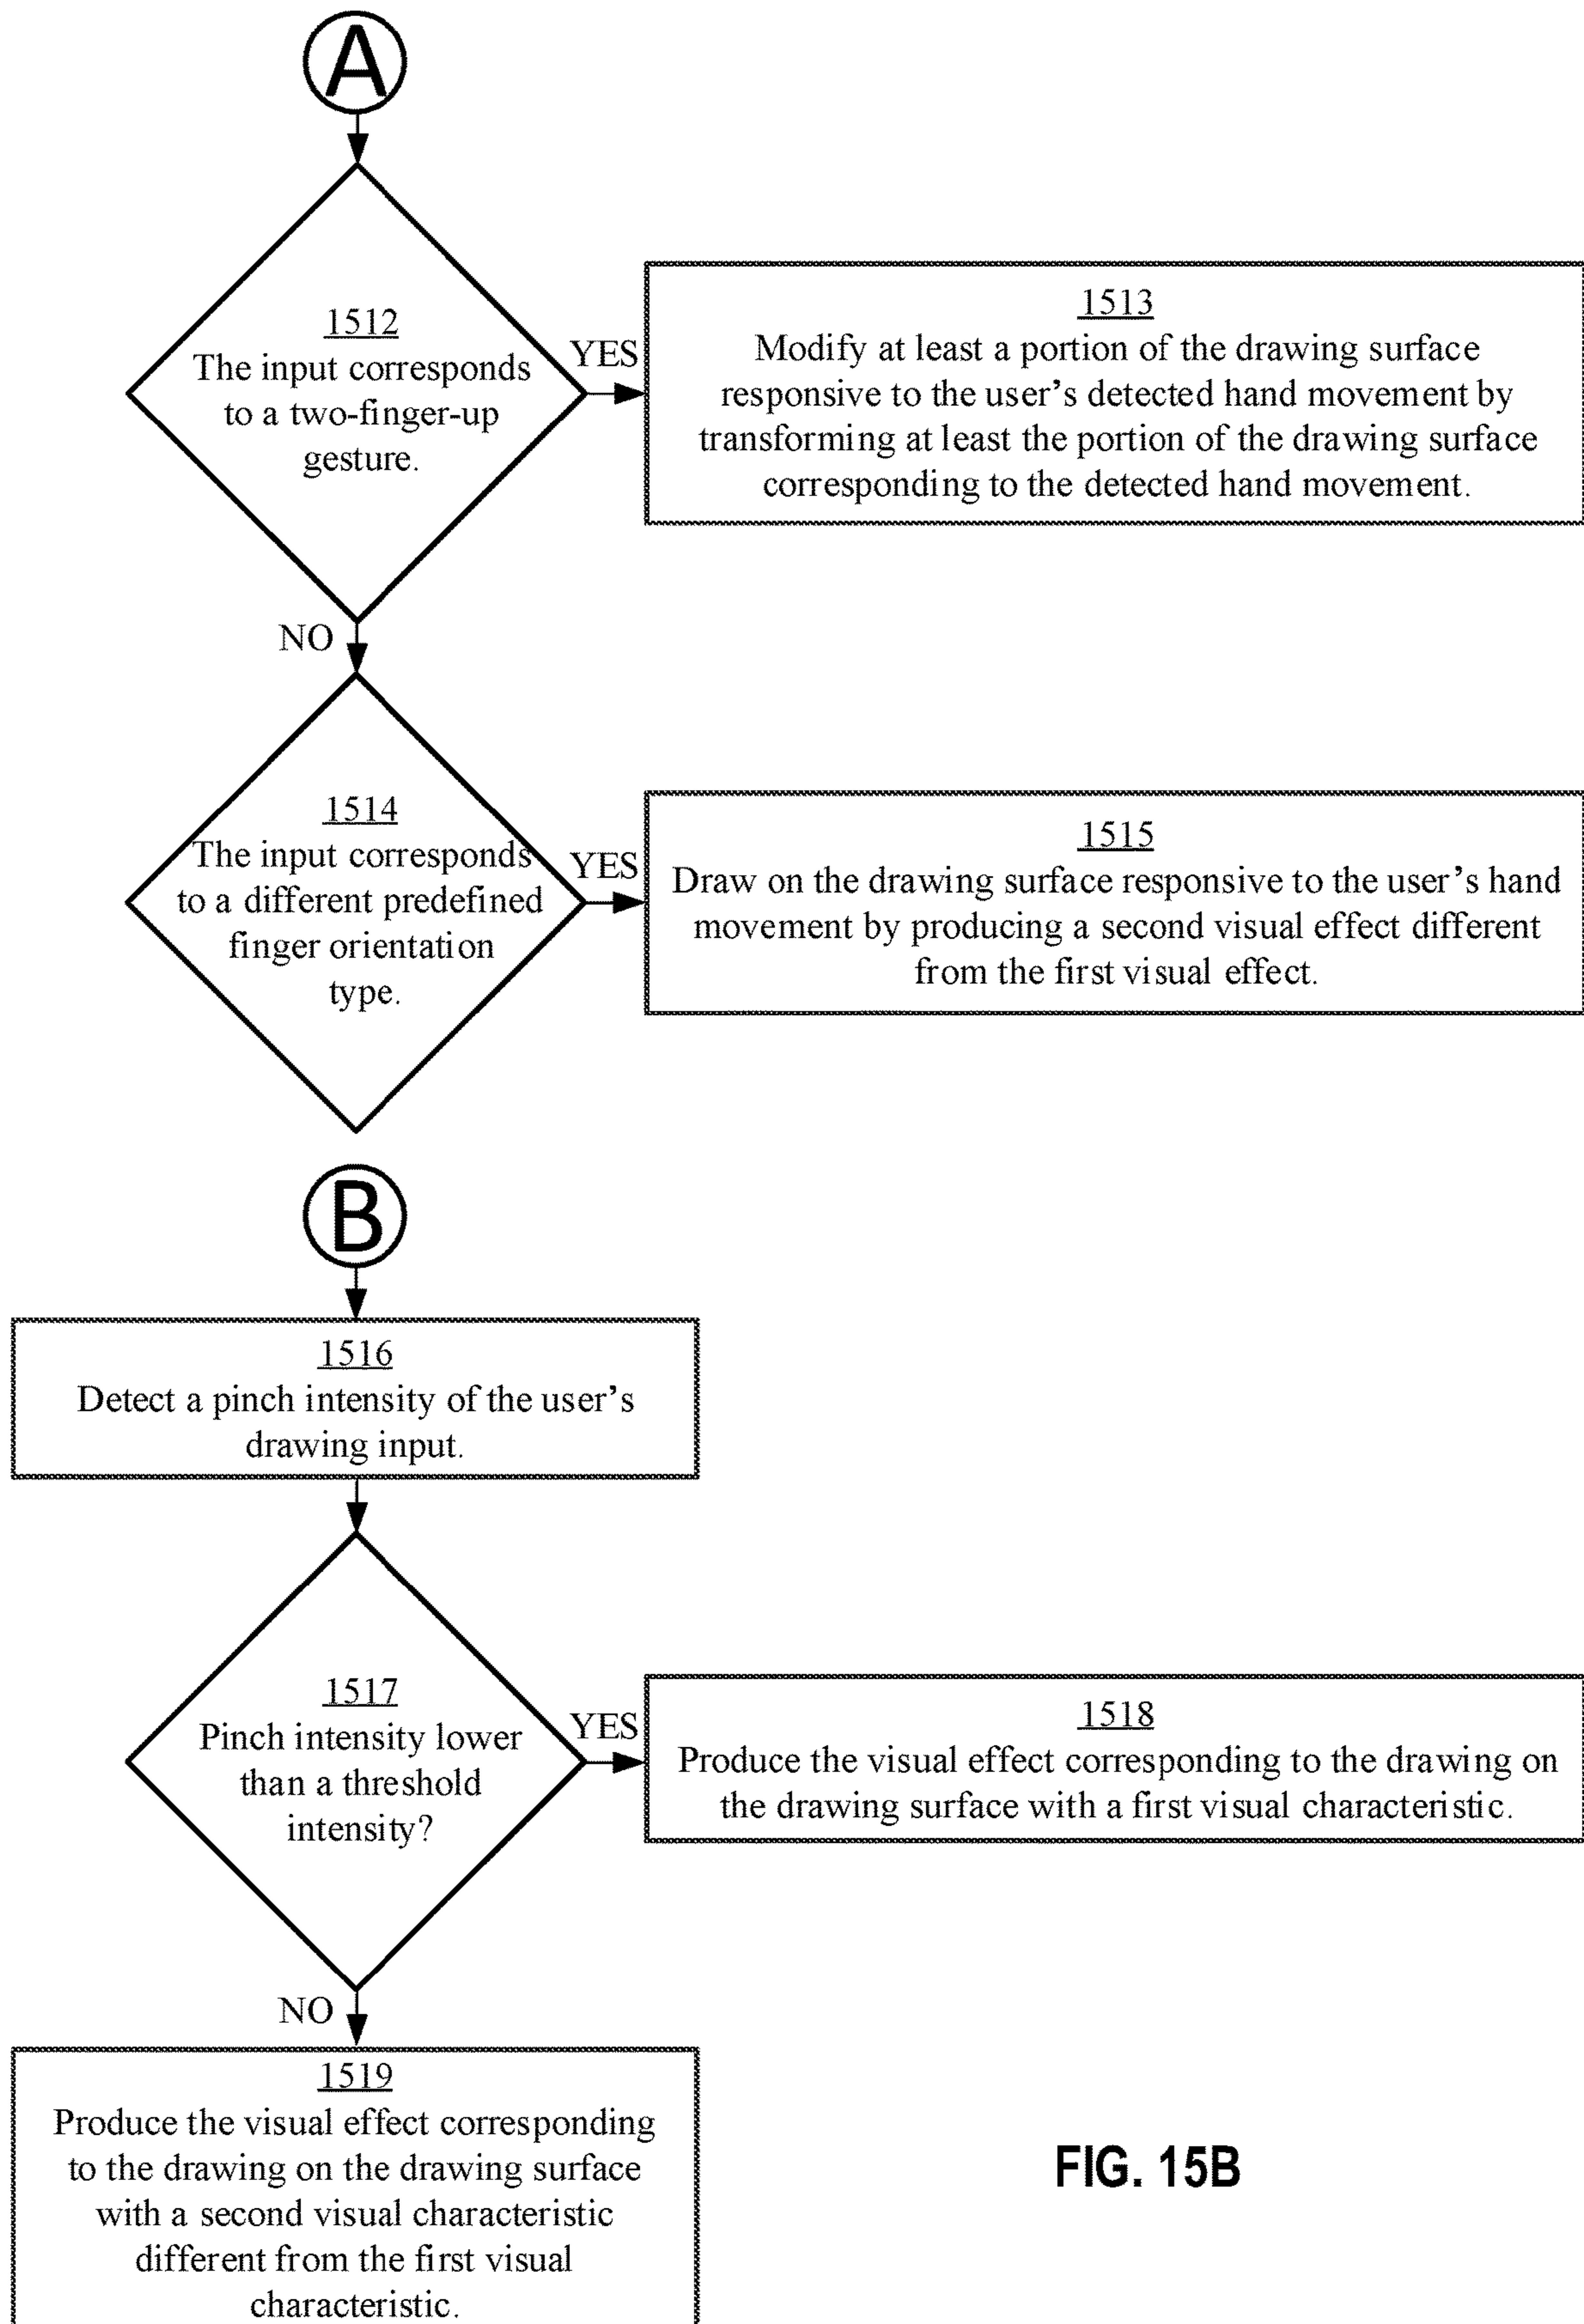 A
1512
The input corresponds
to a two-finger-up
gesture.
YES
1513
Modify at least a portion of the drawing surface
responsive to the user's detected hand movement by
transforming at least the portion of the drawing surface
corresponding to the detected hand movement.
NO
1514
The input corresponds
to a different predefined
finger orientation
type.
YES
1515
Draw on the drawing surface responsive to the user's hand
movement by producing a second visual effect different
from the first visual effect.
B
1516
Detect a pinch intensity of the user's
drawing input.
1517
Pinch intensity lower
than a threshold
intensity?
YES
1518
Produce the visual effect corresponding to the drawing on
the drawing surface with a first visual characteristic.
NO
1519
Produce the visual effect corresponding
to the drawing on the drawing surface
with a second visual characteristic
different from the first visual
characteristic.
FIG. 15B